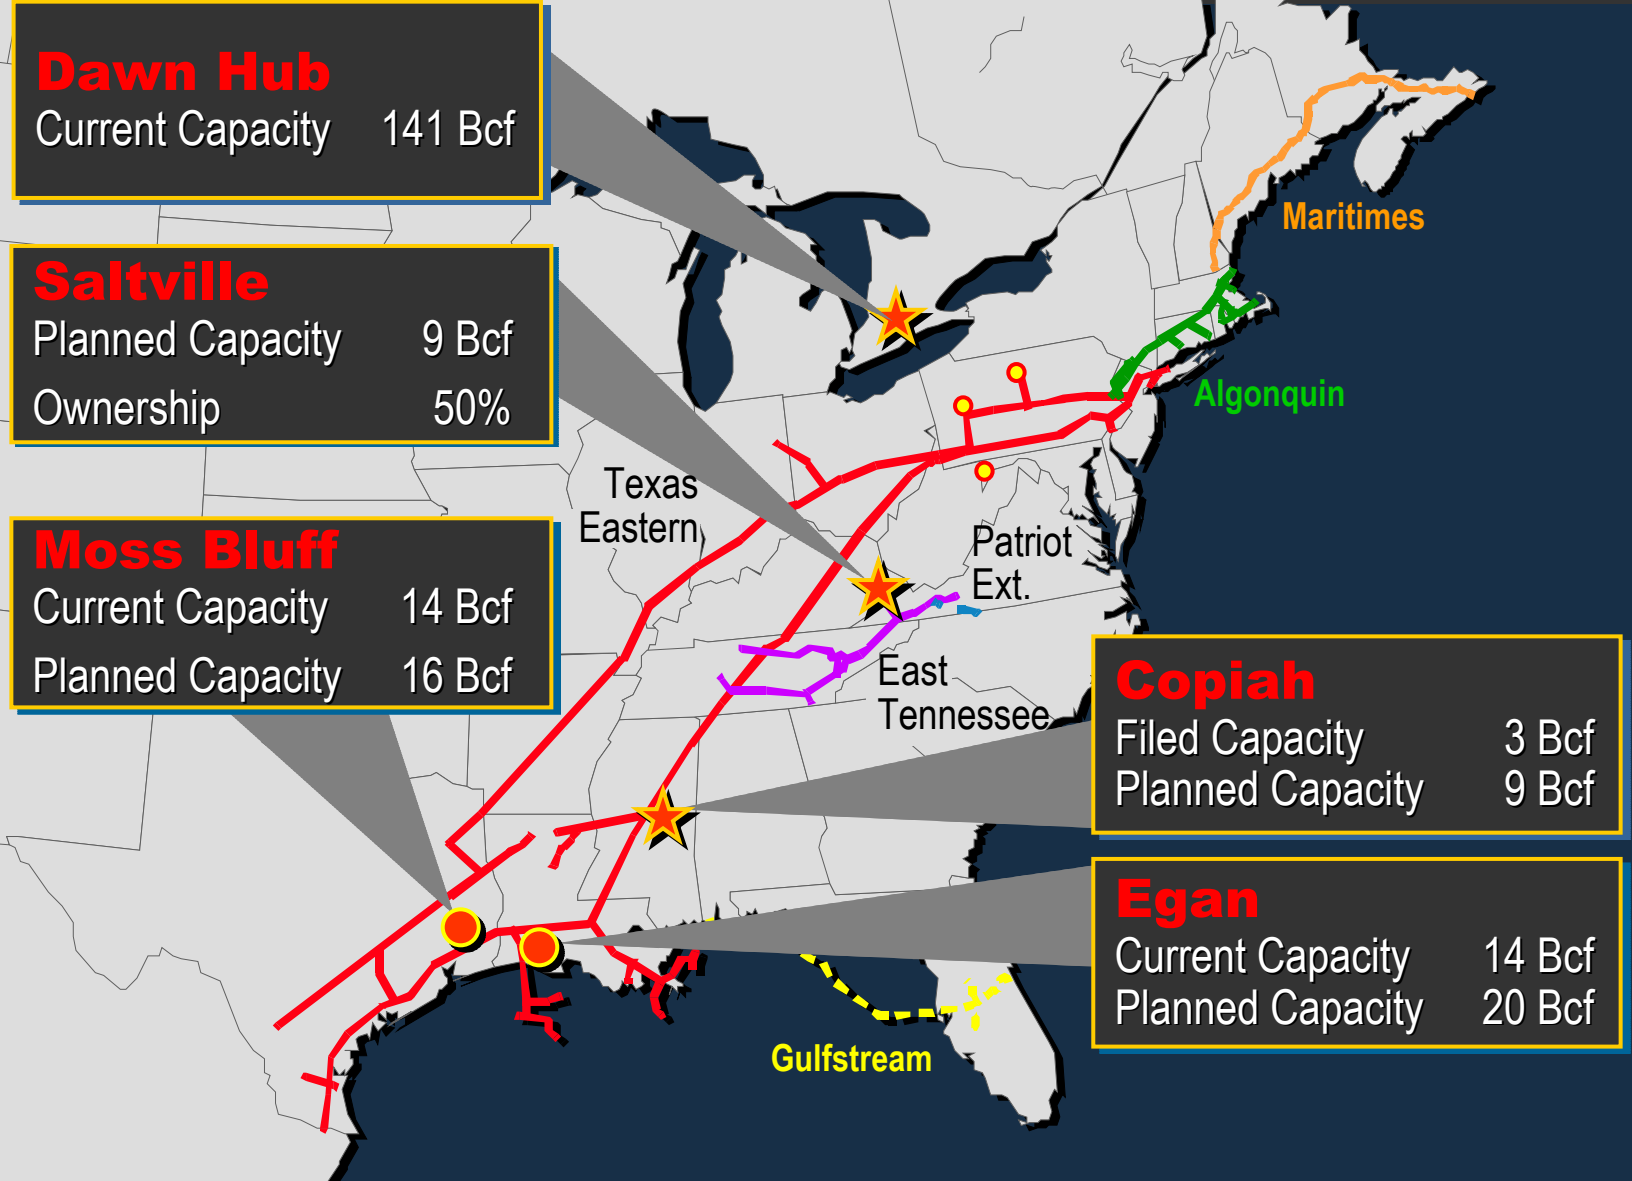 Dawn Hub
Current Capacity 141 Bcf
Saltville
Planned Capacity 9 Bcf
Ownership 50%
Moss Bluff
Current Capacity 14 Bcf
Planned Capacity 16 Bcf
Texas
Eastern
Maritimes
Algonquin
Patriot
Ext.
East
Tennessee
Copiah
Filed Capacity 3 Bcf
Planned Capacity 9 Bcf
Egan
Current Capacity 14 Bcf
Planned Capacity 20 Bcf
Gulfstream